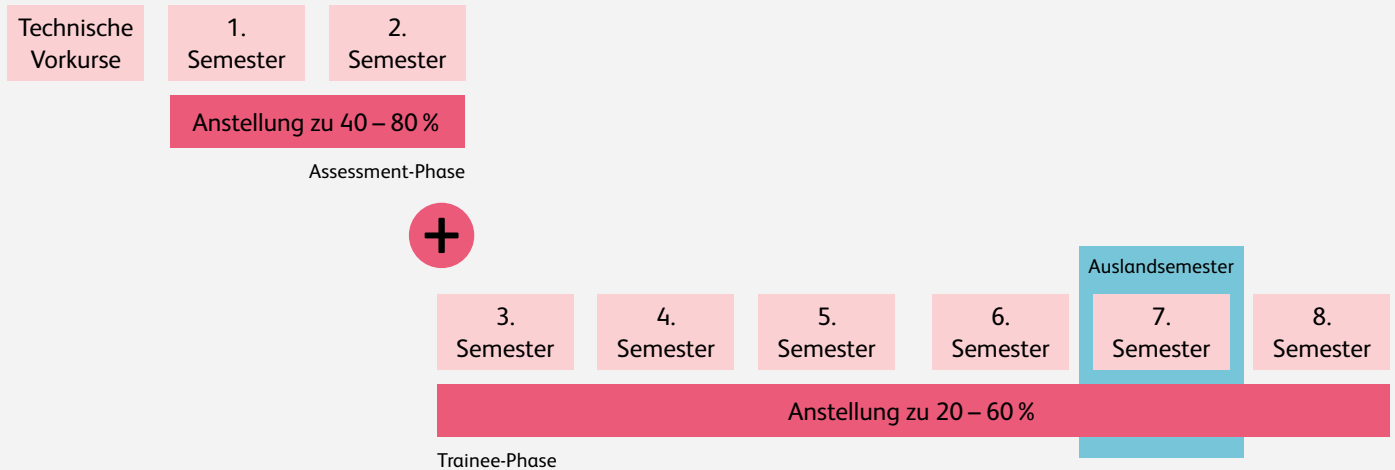 Technische
Vorkurse
1.
Semester
2.
Semester
Anstellung zu 40 – 80 %
Assessment-Phase
+
Auslandsemester
3.
Semester
4.
Semester
5.
Semester
6.
Semester
7.
Semester
8.
Semester
Anstellung zu 20 – 60 %
Trainee-Phase